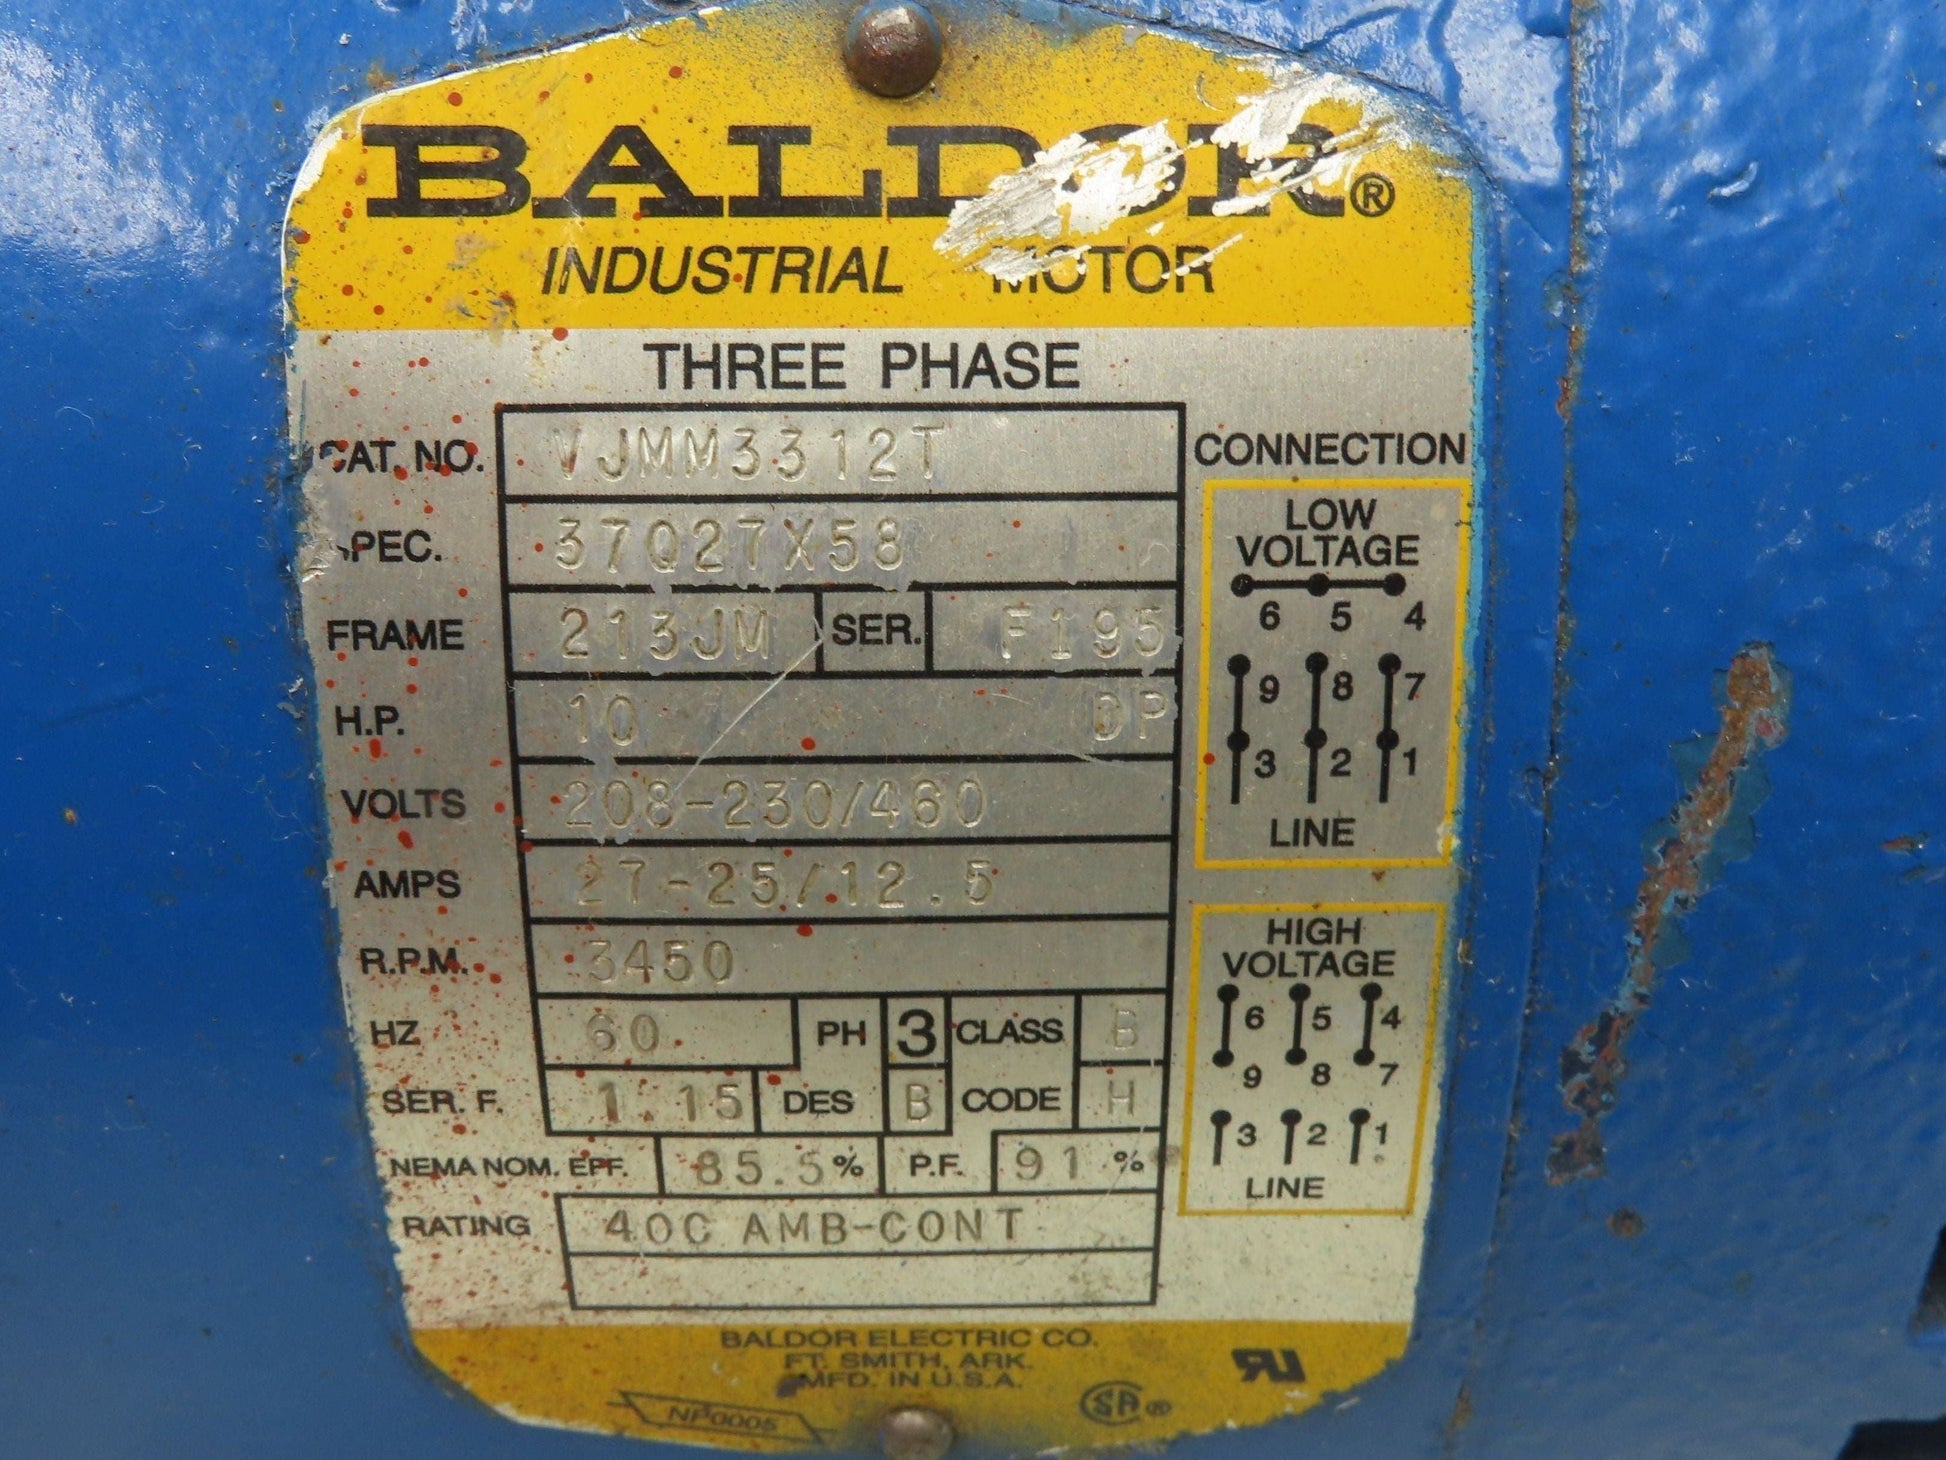 BALDOR®
INDUSTRIAL MOTOR
THREE PHASE
CAT. NO. VJMM3312T
SPEC. 37Q27X58
FRAME 213JM SER. F195
H.P. 10 DP
VOLTS 208-230/460
AMPS 27-25/12.5
R.P.M. 3450
HZ 60 PH 3 CLASS B
SER. F. 1.15 DES B CODE H
NEMA NOM. EFF. 85.5 % P.F. 91 %
RATING 40C AMB-CONT
CONNECTION
LOW
VOLTAGE
6 5 4
9 8 7
3 2 1
LINE
HIGH
VOLTAGE
6 5 4
9 8 7
3 2 1
LINE
BALDOR ELECTRIC CO.
FT. SMITH, ARK.
MFD. IN U.S.A.
NP0005
SA ®
RU